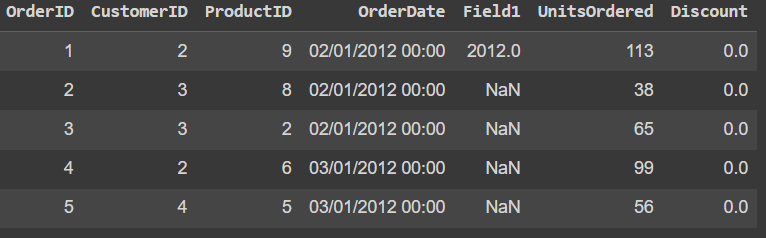 OrderID CustomerID ProductID OrderDate Field1 UnitsOrdered Discount
1 2 9 02/01/2012 00:00 2012.0 113 0.0
2 3 8 02/01/2012 00:00 NaN 38 0.0
3 3 2 02/01/2012 00:00 NaN 65 0.0
4 2 6 03/01/2012 00:00 NaN 99 0.0
5 4 5 03/01/2012 00:00 NaN 56 0.0